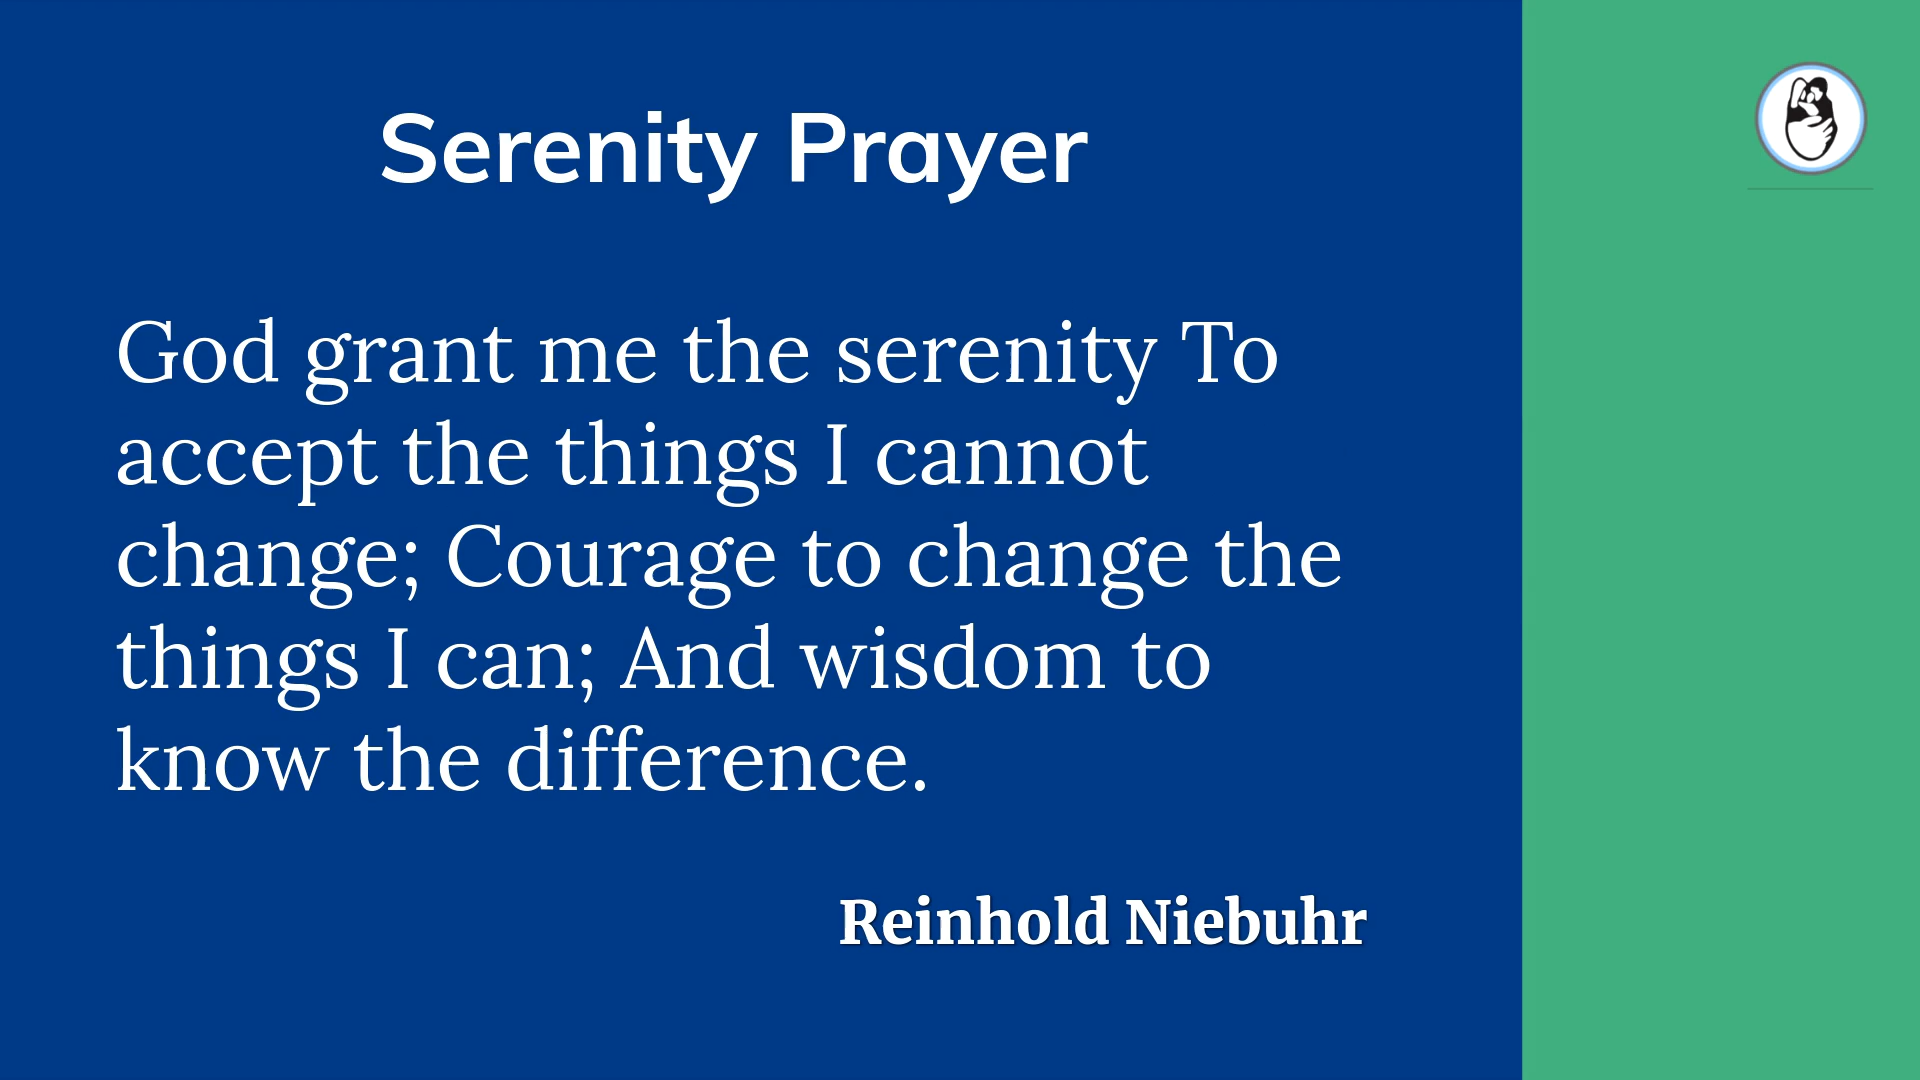 Serenity Prayer
God grant me the serenity To
accept the things I cannot
change; Courage to change the
things I can; And wisdom to
know the difference.
Reinhold Niebuhr